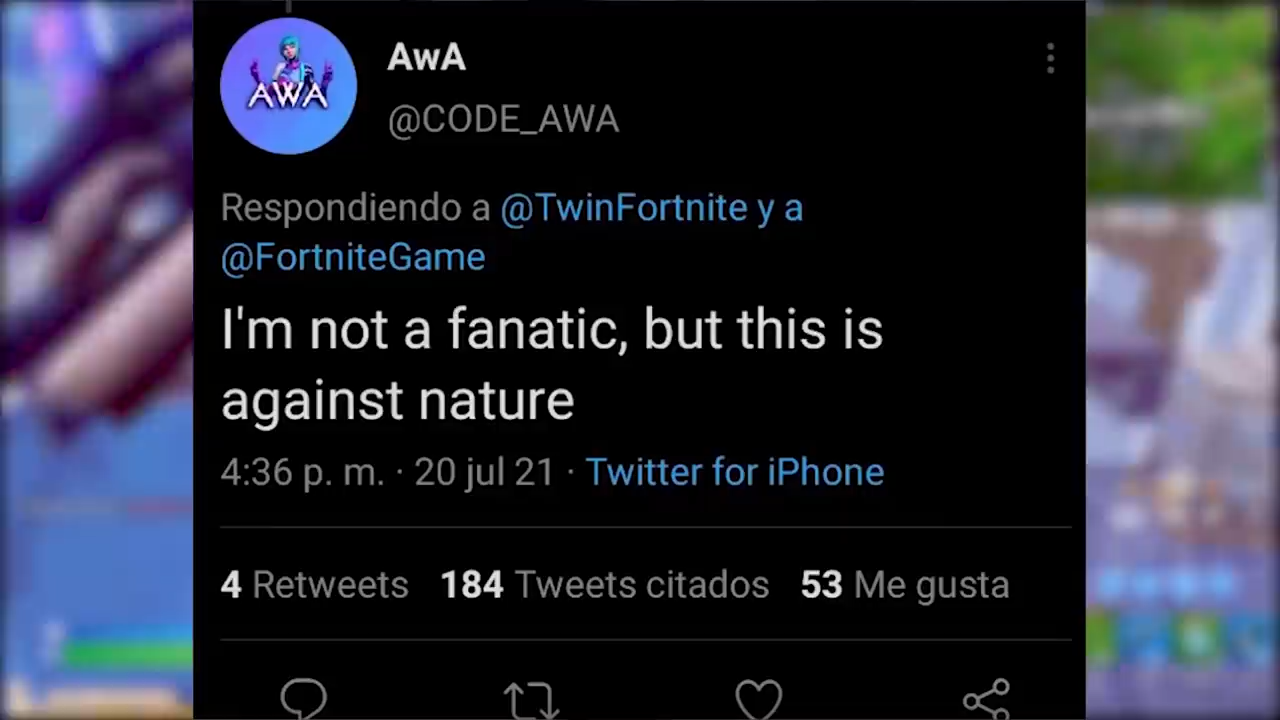 AWA
AwA
@CODE_AWA
Respondiendo a @TwinFortnite y a
@FortniteGame
I'm not a fanatic, but this is
against nature
4:36 p. m. · 20 jul 21 · Twitter for iPhone
4 Retweets 184 Tweets citados 53 Me gusta